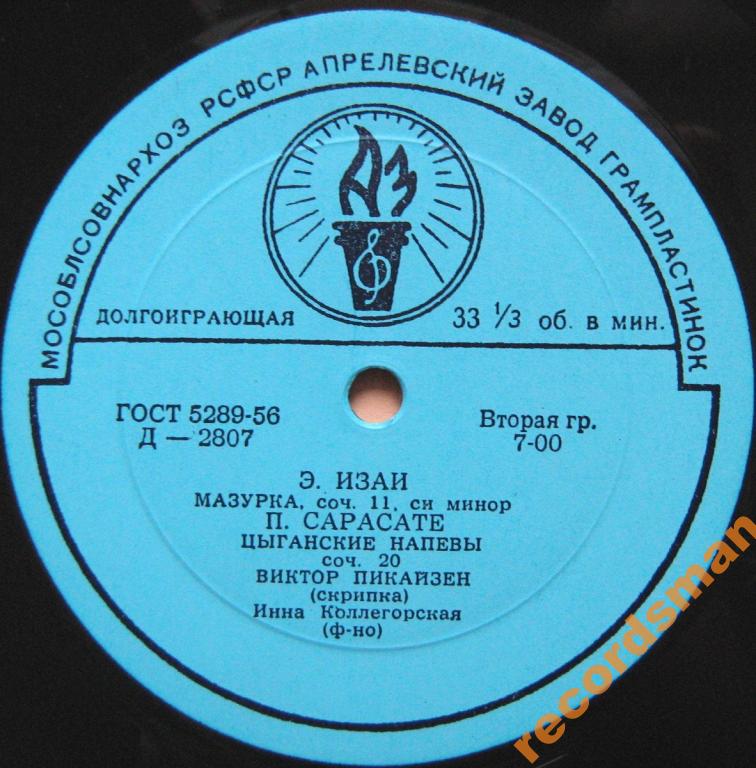 МОСОБЛСОВНАРХОЗ РСФСР АПРЕЛЕВСКИЙ ЗАВОД ГРАМПЛАСТИНОК
АЗ
ДОЛГОИГРАЮЩАЯ
33 1/3 об. в мин.
ГОСТ 5289-56
Д — 2807
Вторая гр.
7-00
Э. ИЗАИ
МАЗУРКА, соч. 11, си минор
П. САРАСАТЕ
ЦЫГАНСКИЕ НАПЕВЫ
соч. 20
ВИКТОР ПИКАЙЗЕН
(скрипка)
Инна Коллегорская
(ф-но)
recordsman